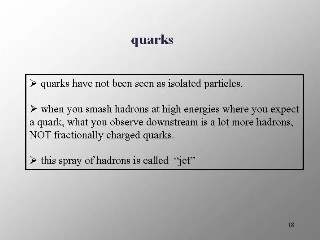 quarks
➢ quarks have not been seen as isolated particles.
➢ when you smash hadrons at high energies where you expect
a quark, what you observe downstream is a lot more hadrons,
NOT fractionally charged quarks.
➢ this spray of hadrons is called “jet”
18